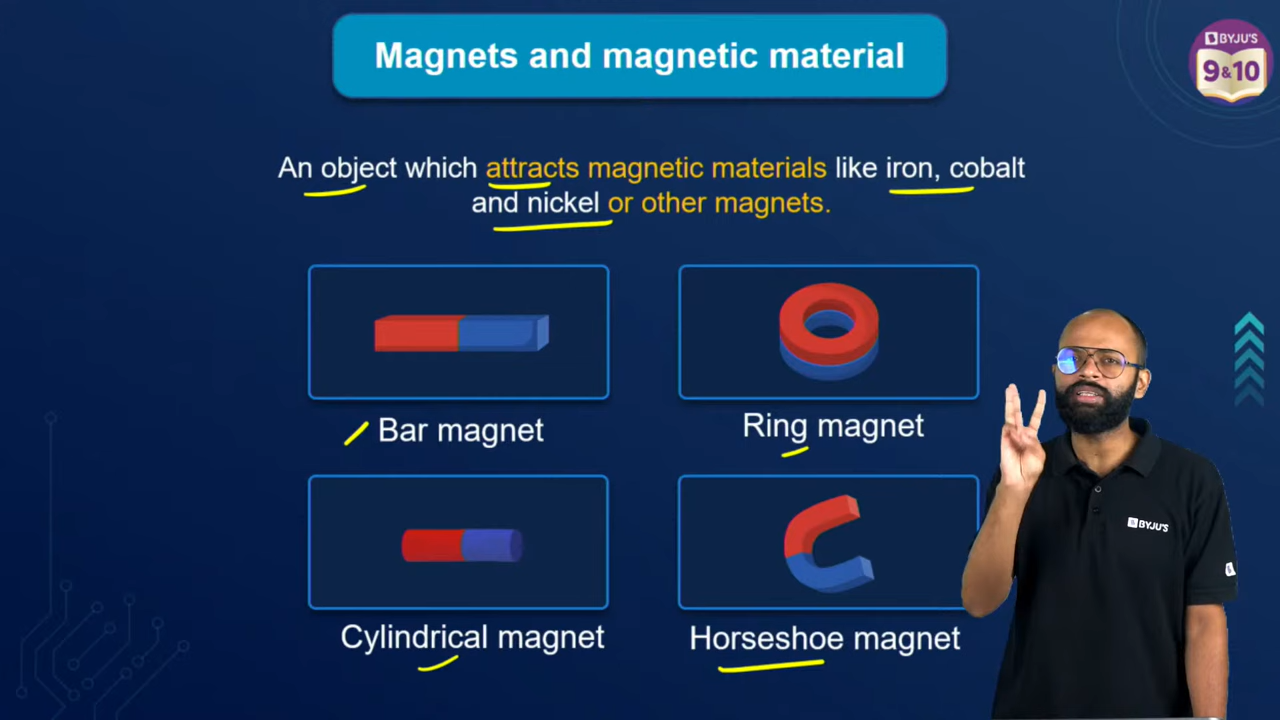 Magnets and magnetic material
BYJU'S
9&10
An object which attracts magnetic materials like iron, cobalt
and nickel or other magnets.
Bar magnet
Ring magnet
Cylindrical magnet
Horseshoe magnet
BYJU'S